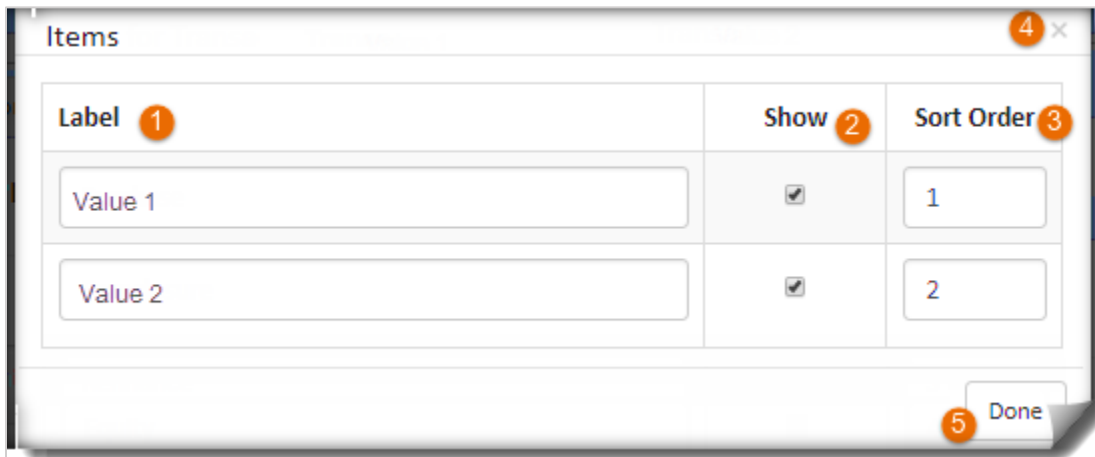 Items 4 ×
Label 1 Show 2 Sort Order 3
Value 1 1
Value 2 2
5 Done